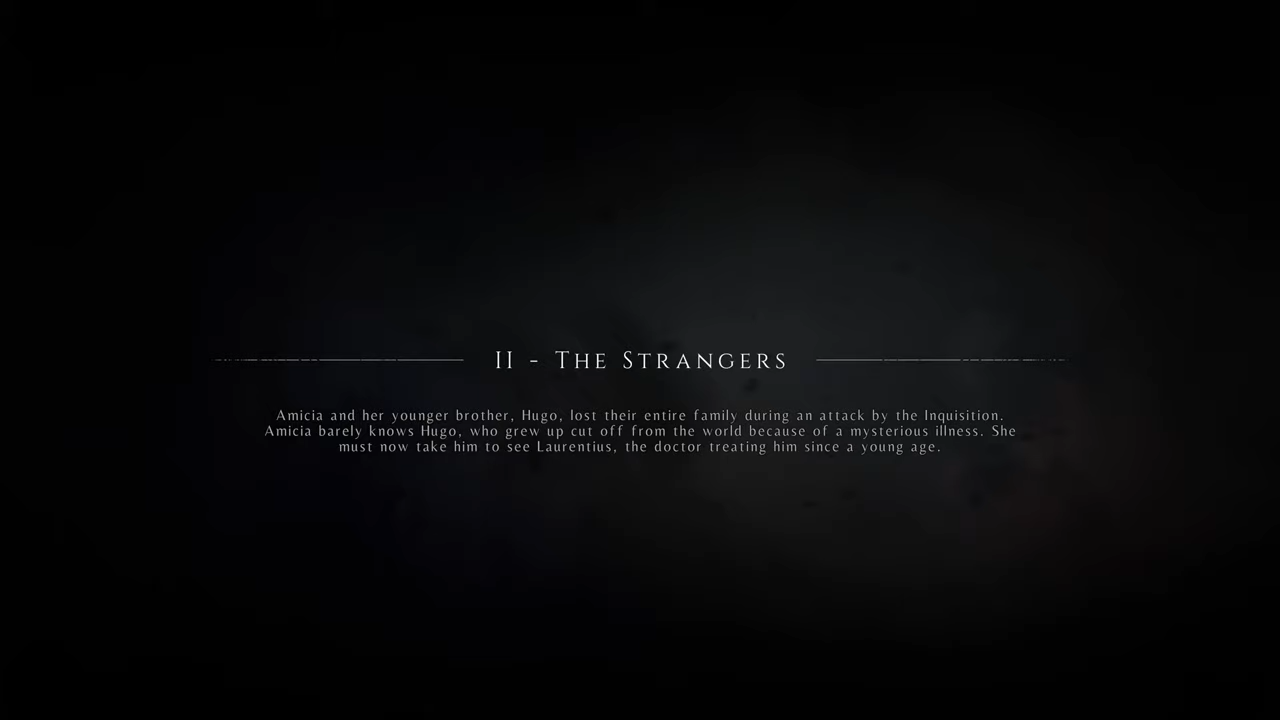 II - The Strangers
Amicia and her younger brother, Hugo, lost their entire family during an attack by the Inquisition.
Amicia barely knows Hugo, who grew up cut off from the world because of a mysterious illness. She
must now take him to see Laurentius, the doctor treating him since a young age.